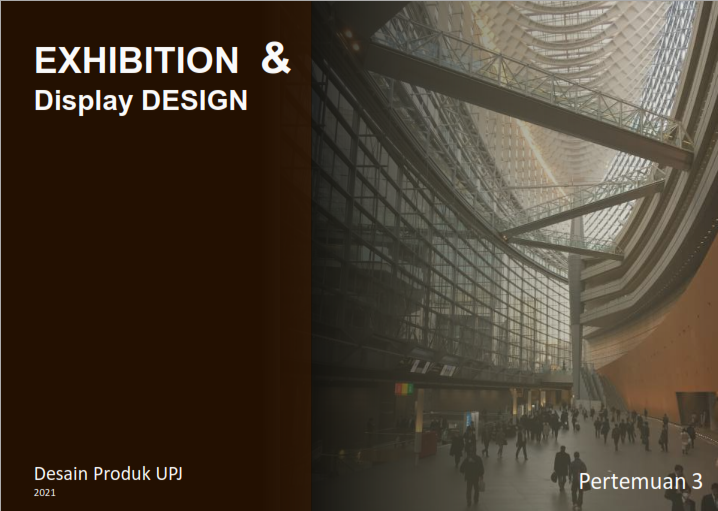 EXHIBITION &
Display DESIGN
Desain Produk UPJ
2021
Pertemuan 3